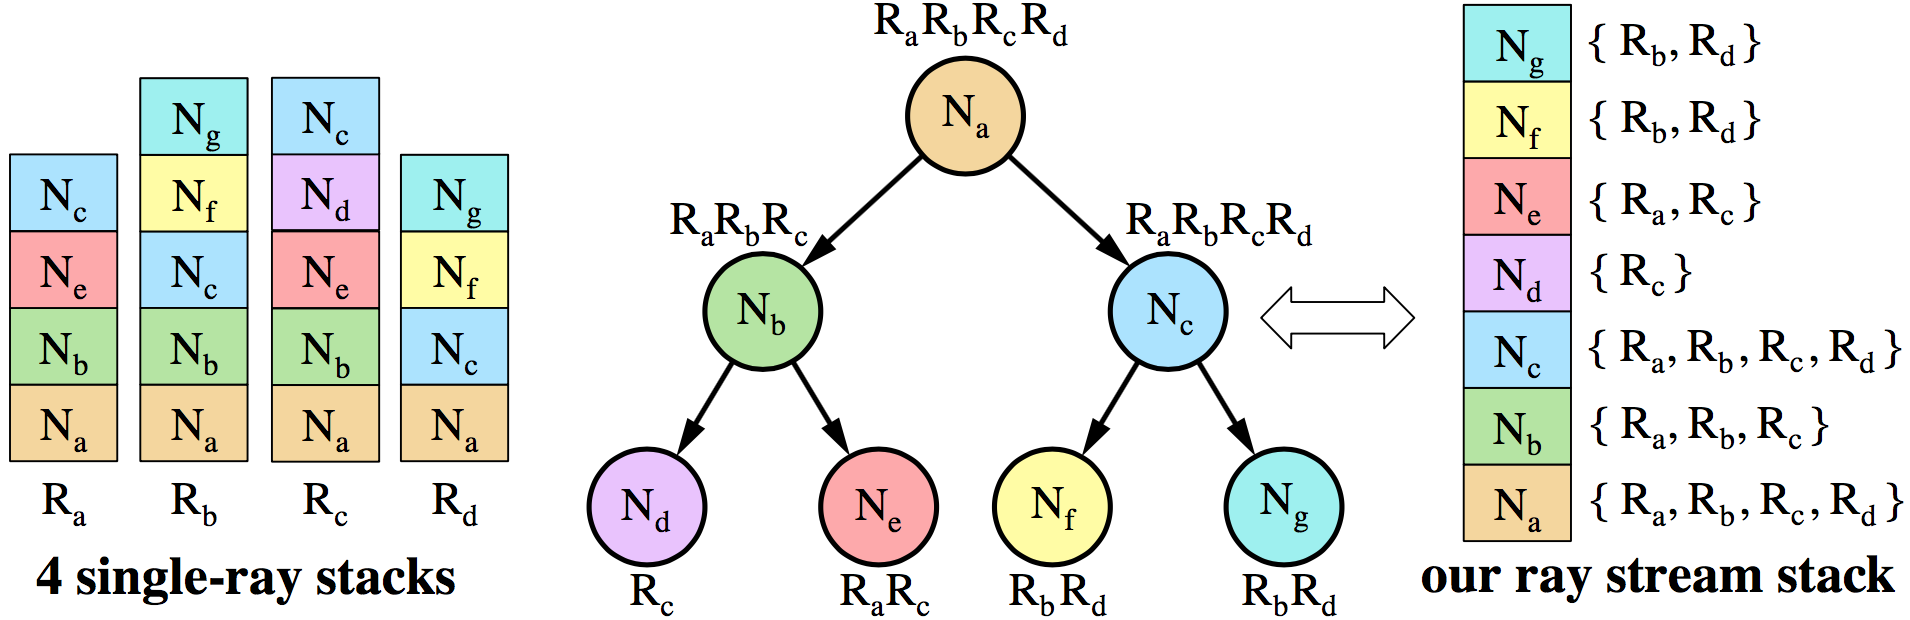 N_c
N_e
N_b
N_a
R_a
N_g
N_f
N_c
N_b
N_a
R_b
N_c
N_d
N_e
N_b
N_a
R_c
N_g
N_f
N_c
N_a
R_d
4 single-ray stacks
R_aR_bR_cR_d
N_a
R_aR_bR_c
R_aR_bR_cR_d
N_b
N_c
N_d
N_e
N_f
N_g
R_c
R_aR_c
R_bR_d
R_bR_d
N_g { R_b, R_d }
N_f { R_b, R_d }
N_e { R_a, R_c }
N_d { R_c }
N_c { R_a, R_b, R_c, R_d }
N_b { R_a, R_b, R_c }
N_a { R_a, R_b, R_c, R_d }
our ray stream stack